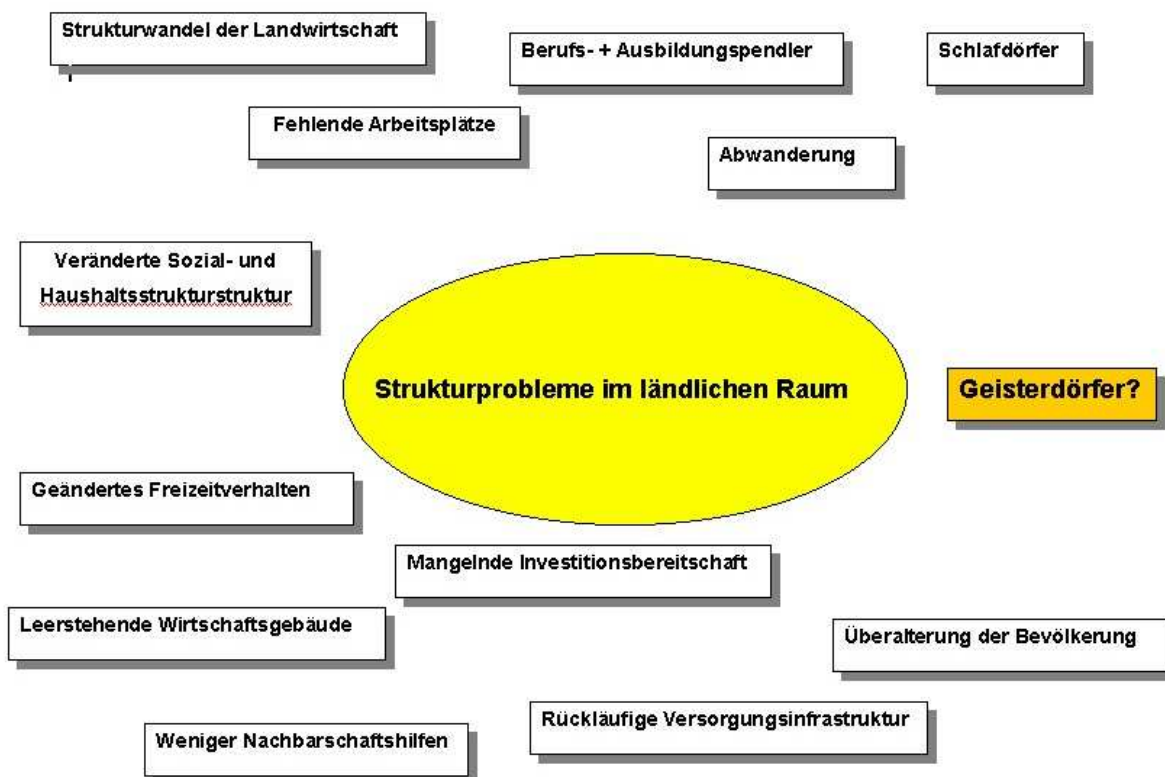 Strukturwandel der Landwirtschaft
Berufs- + Ausbildungspendler
Schlafdörfer
Fehlende Arbeitsplätze
Abwanderung
Veränderte Sozial- und
Haushaltsstrukturstruktur
Strukturprobleme im ländlichen Raum
Geisterdörfer?
Geändertes Freizeitverhalten
Mangelnde Investitionsbereitschaft
Leerstehende Wirtschaftsgebäude
Überalterung der Bevölkerung
Rückläufige Versorgungsinfrastruktur
Weniger Nachbarschaftshilfen